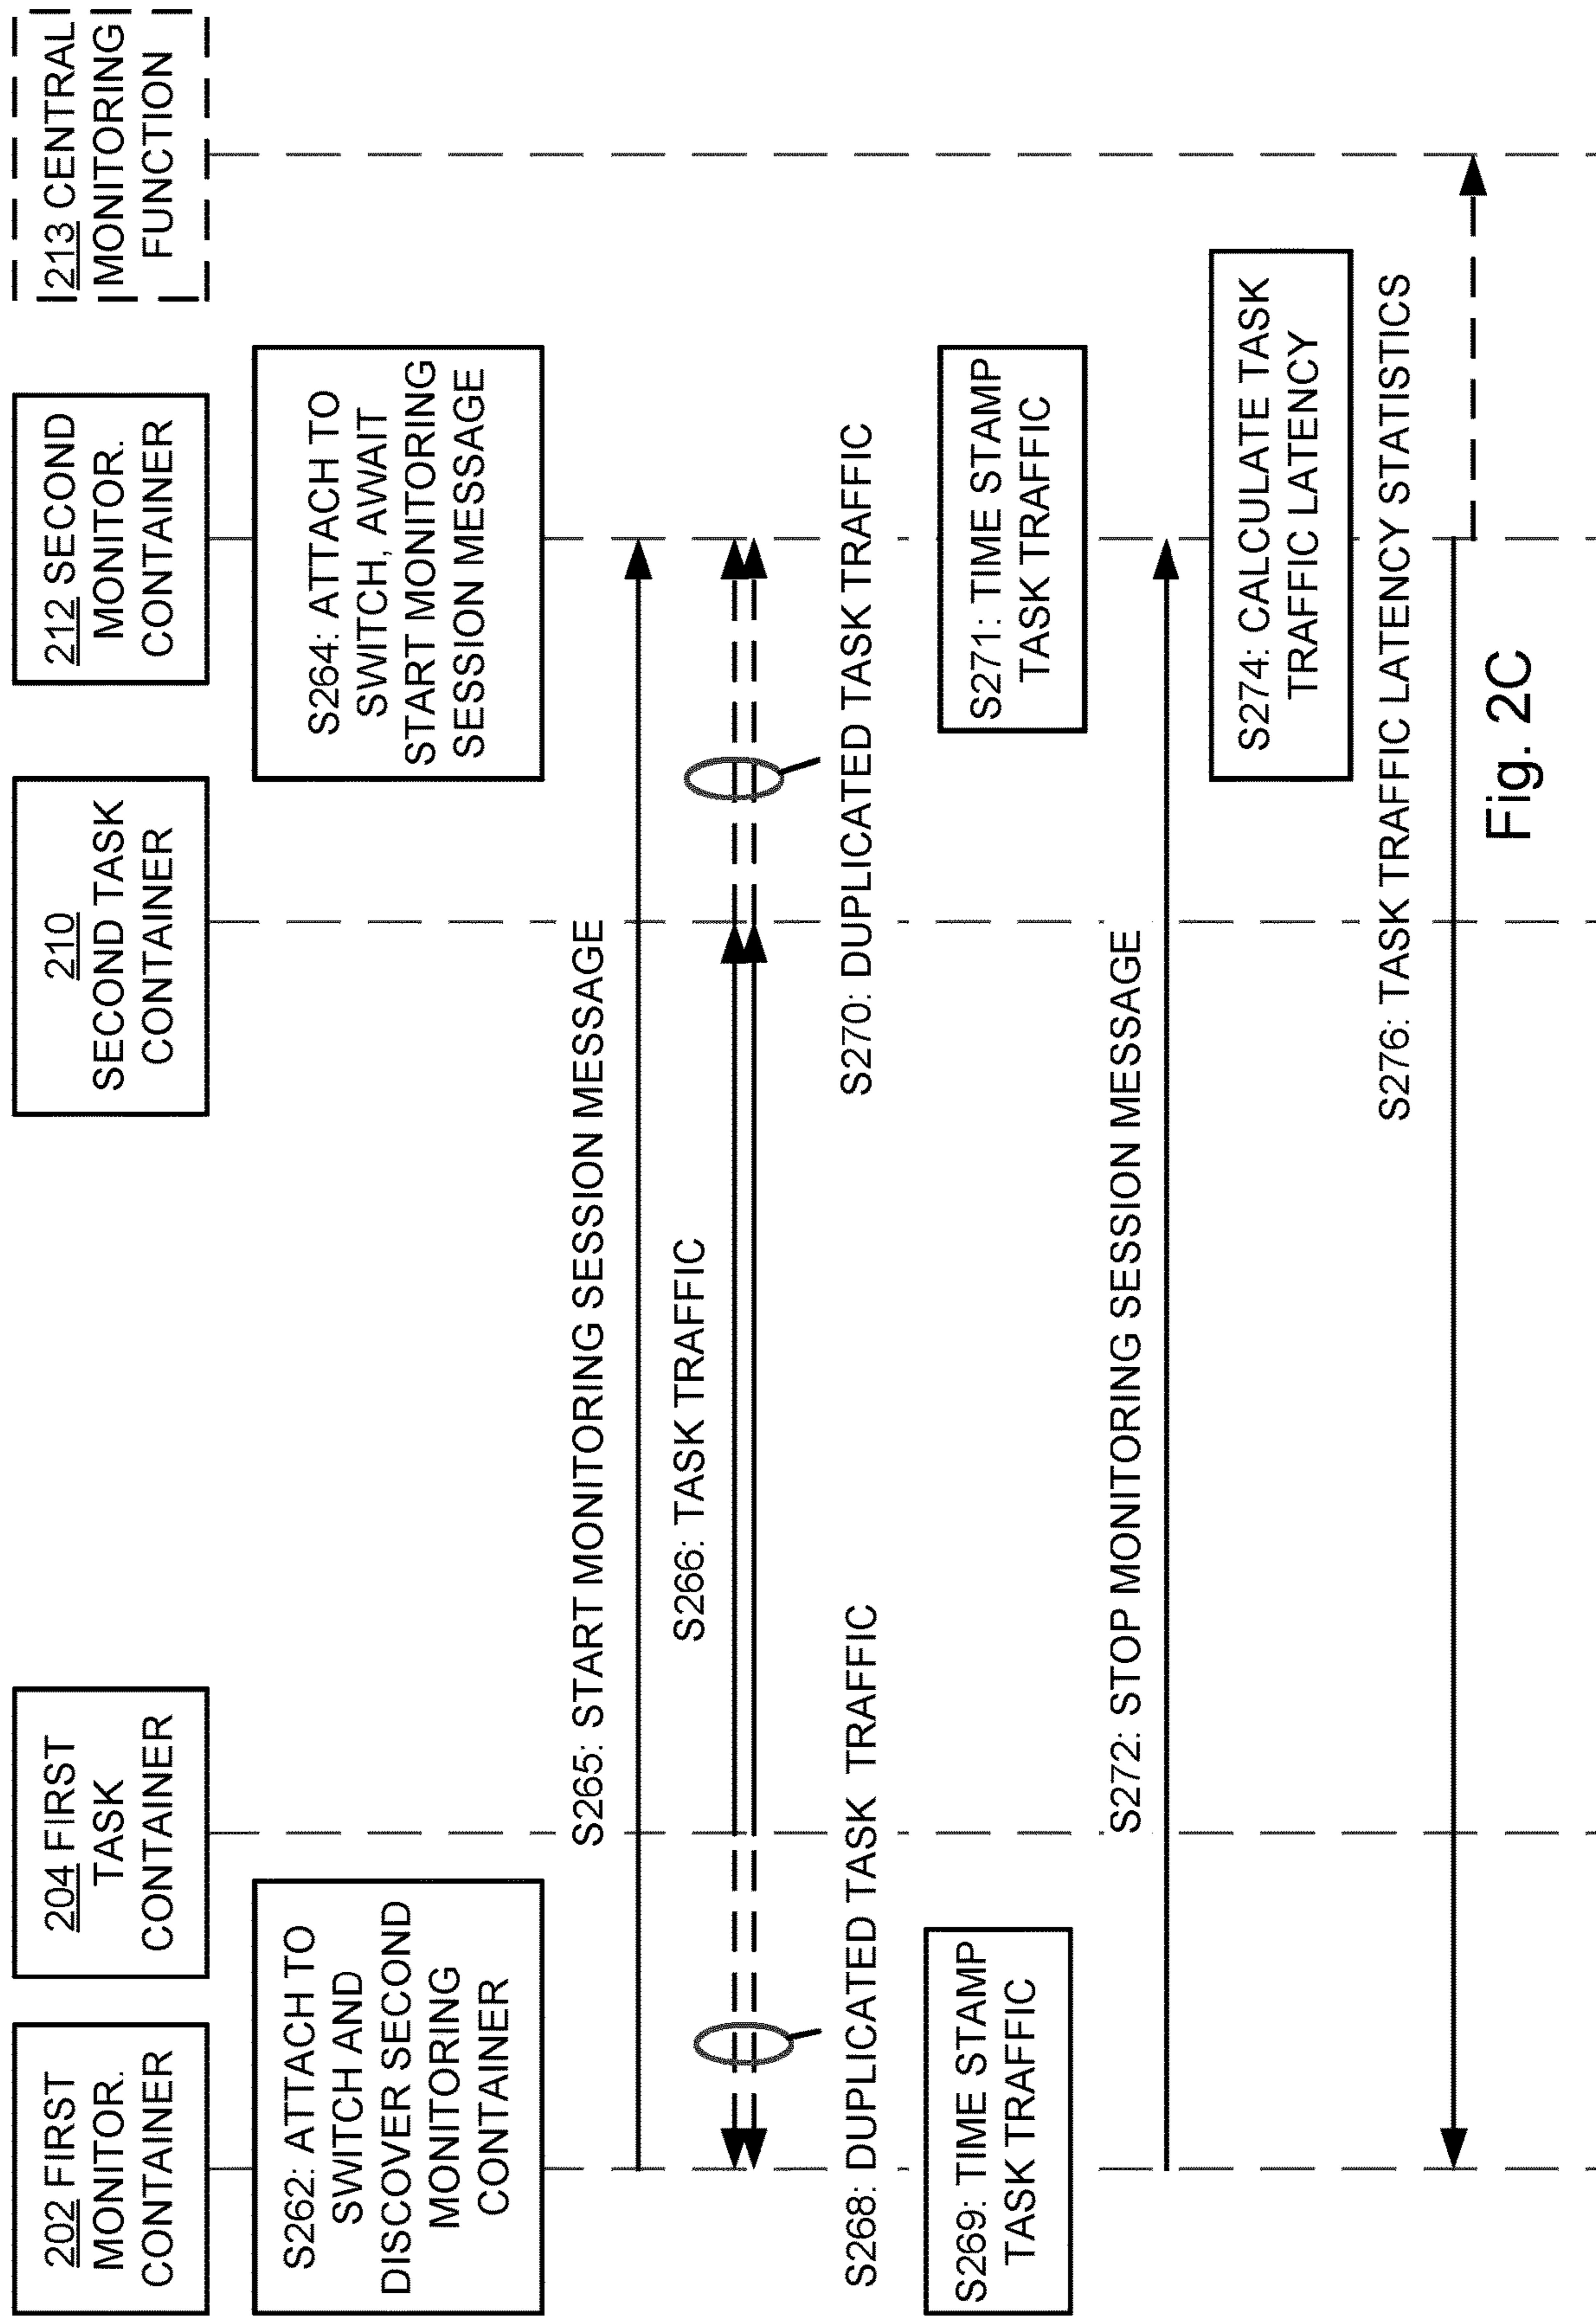 202 FIRST
MONITOR.
CONTAINER
204 FIRST
TASK
CONTAINER
210
SECOND TASK
CONTAINER
212 SECOND
MONITOR.
CONTAINER
213 CENTRAL
MONITORING
FUNCTION
S262: ATTACH TO
SWITCH AND
DISCOVER SECOND
MONITORING
CONTAINER
S264: ATTACH TO
SWITCH, AWAIT
START MONITORING
SESSION MESSAGE
S265: START MONITORING SESSION MESSAGE
S266: TASK TRAFFIC
S268: DUPLICATED TASK TRAFFIC
S270: DUPLICATED TASK TRAFFIC
S269: TIME STAMP
TASK TRAFFIC
S271: TIME STAMP
TASK TRAFFIC
S272: STOP MONITORING SESSION MESSAGE
S274: CALCULATE TASK
TRAFFIC LATENCY
S276: TASK TRAFFIC LATENCY STATISTICS
Fig. 2C